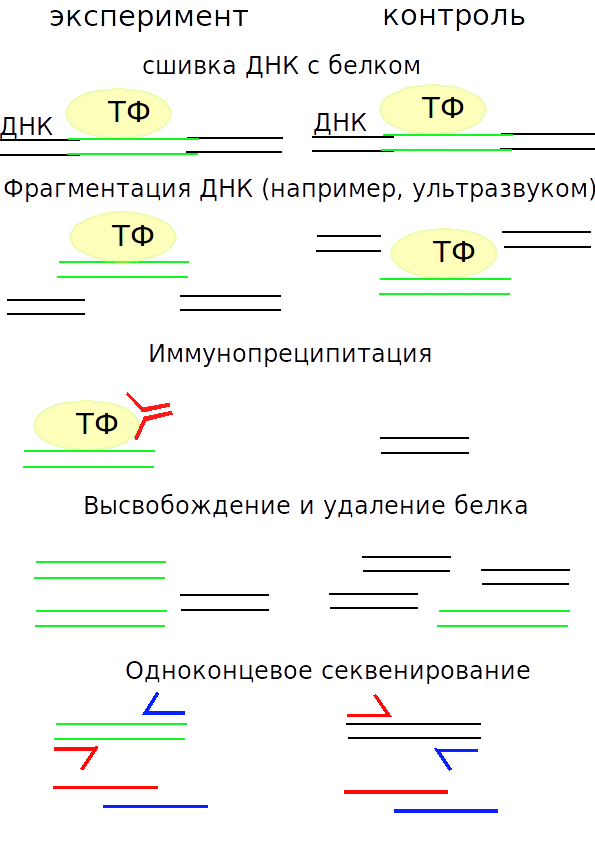 эксперимент контроль
сшивка ДНК с белком
ТФ ТФ
ДНК ДНК
Фрагментация ДНК (например, ультразвуком)
ТФ ТФ
Иммунопреципитация
ТФ
Высвобождение и удаление белка
Одноконцевое секвенирование